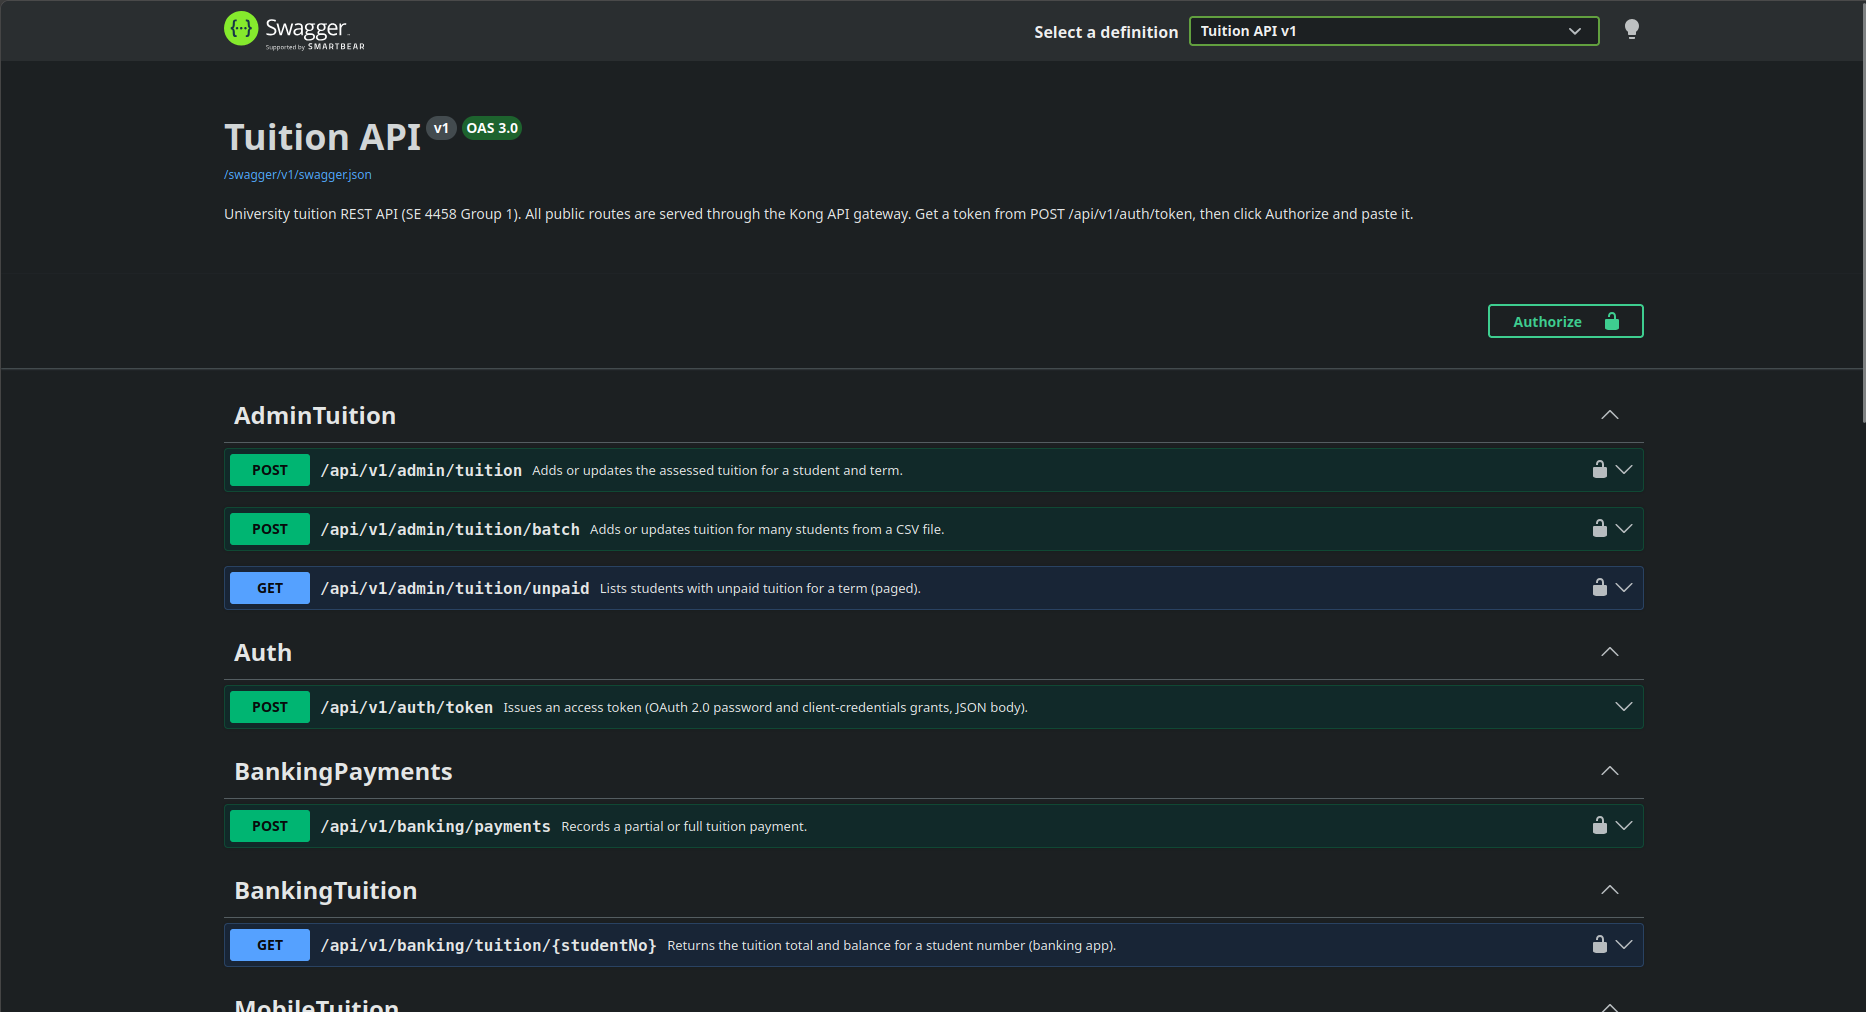 Swagger
Supported by SMARTBEAR
Select a definition
Tuition API v1
Tuition API v1 OAS 3.0
/swagger/v1/swagger.json
University tuition REST API (SE 4458 Group 1). All public routes are served through the Kong API gateway. Get a token from POST /api/v1/auth/token, then click Authorize and paste it.
Authorize
AdminTuition
POST /api/v1/admin/tuition Adds or updates the assessed tuition for a student and term.
POST /api/v1/admin/tuition/batch Adds or updates tuition for many students from a CSV file.
GET /api/v1/admin/tuition/unpaid Lists students with unpaid tuition for a term (paged).
Auth
POST /api/v1/auth/token Issues an access token (OAuth 2.0 password and client-credentials grants, JSON body).
BankingPayments
POST /api/v1/banking/payments Records a partial or full tuition payment.
BankingTuition
GET /api/v1/banking/tuition/{studentNo} Returns the tuition total and balance for a student number (banking app).
MobileTuition